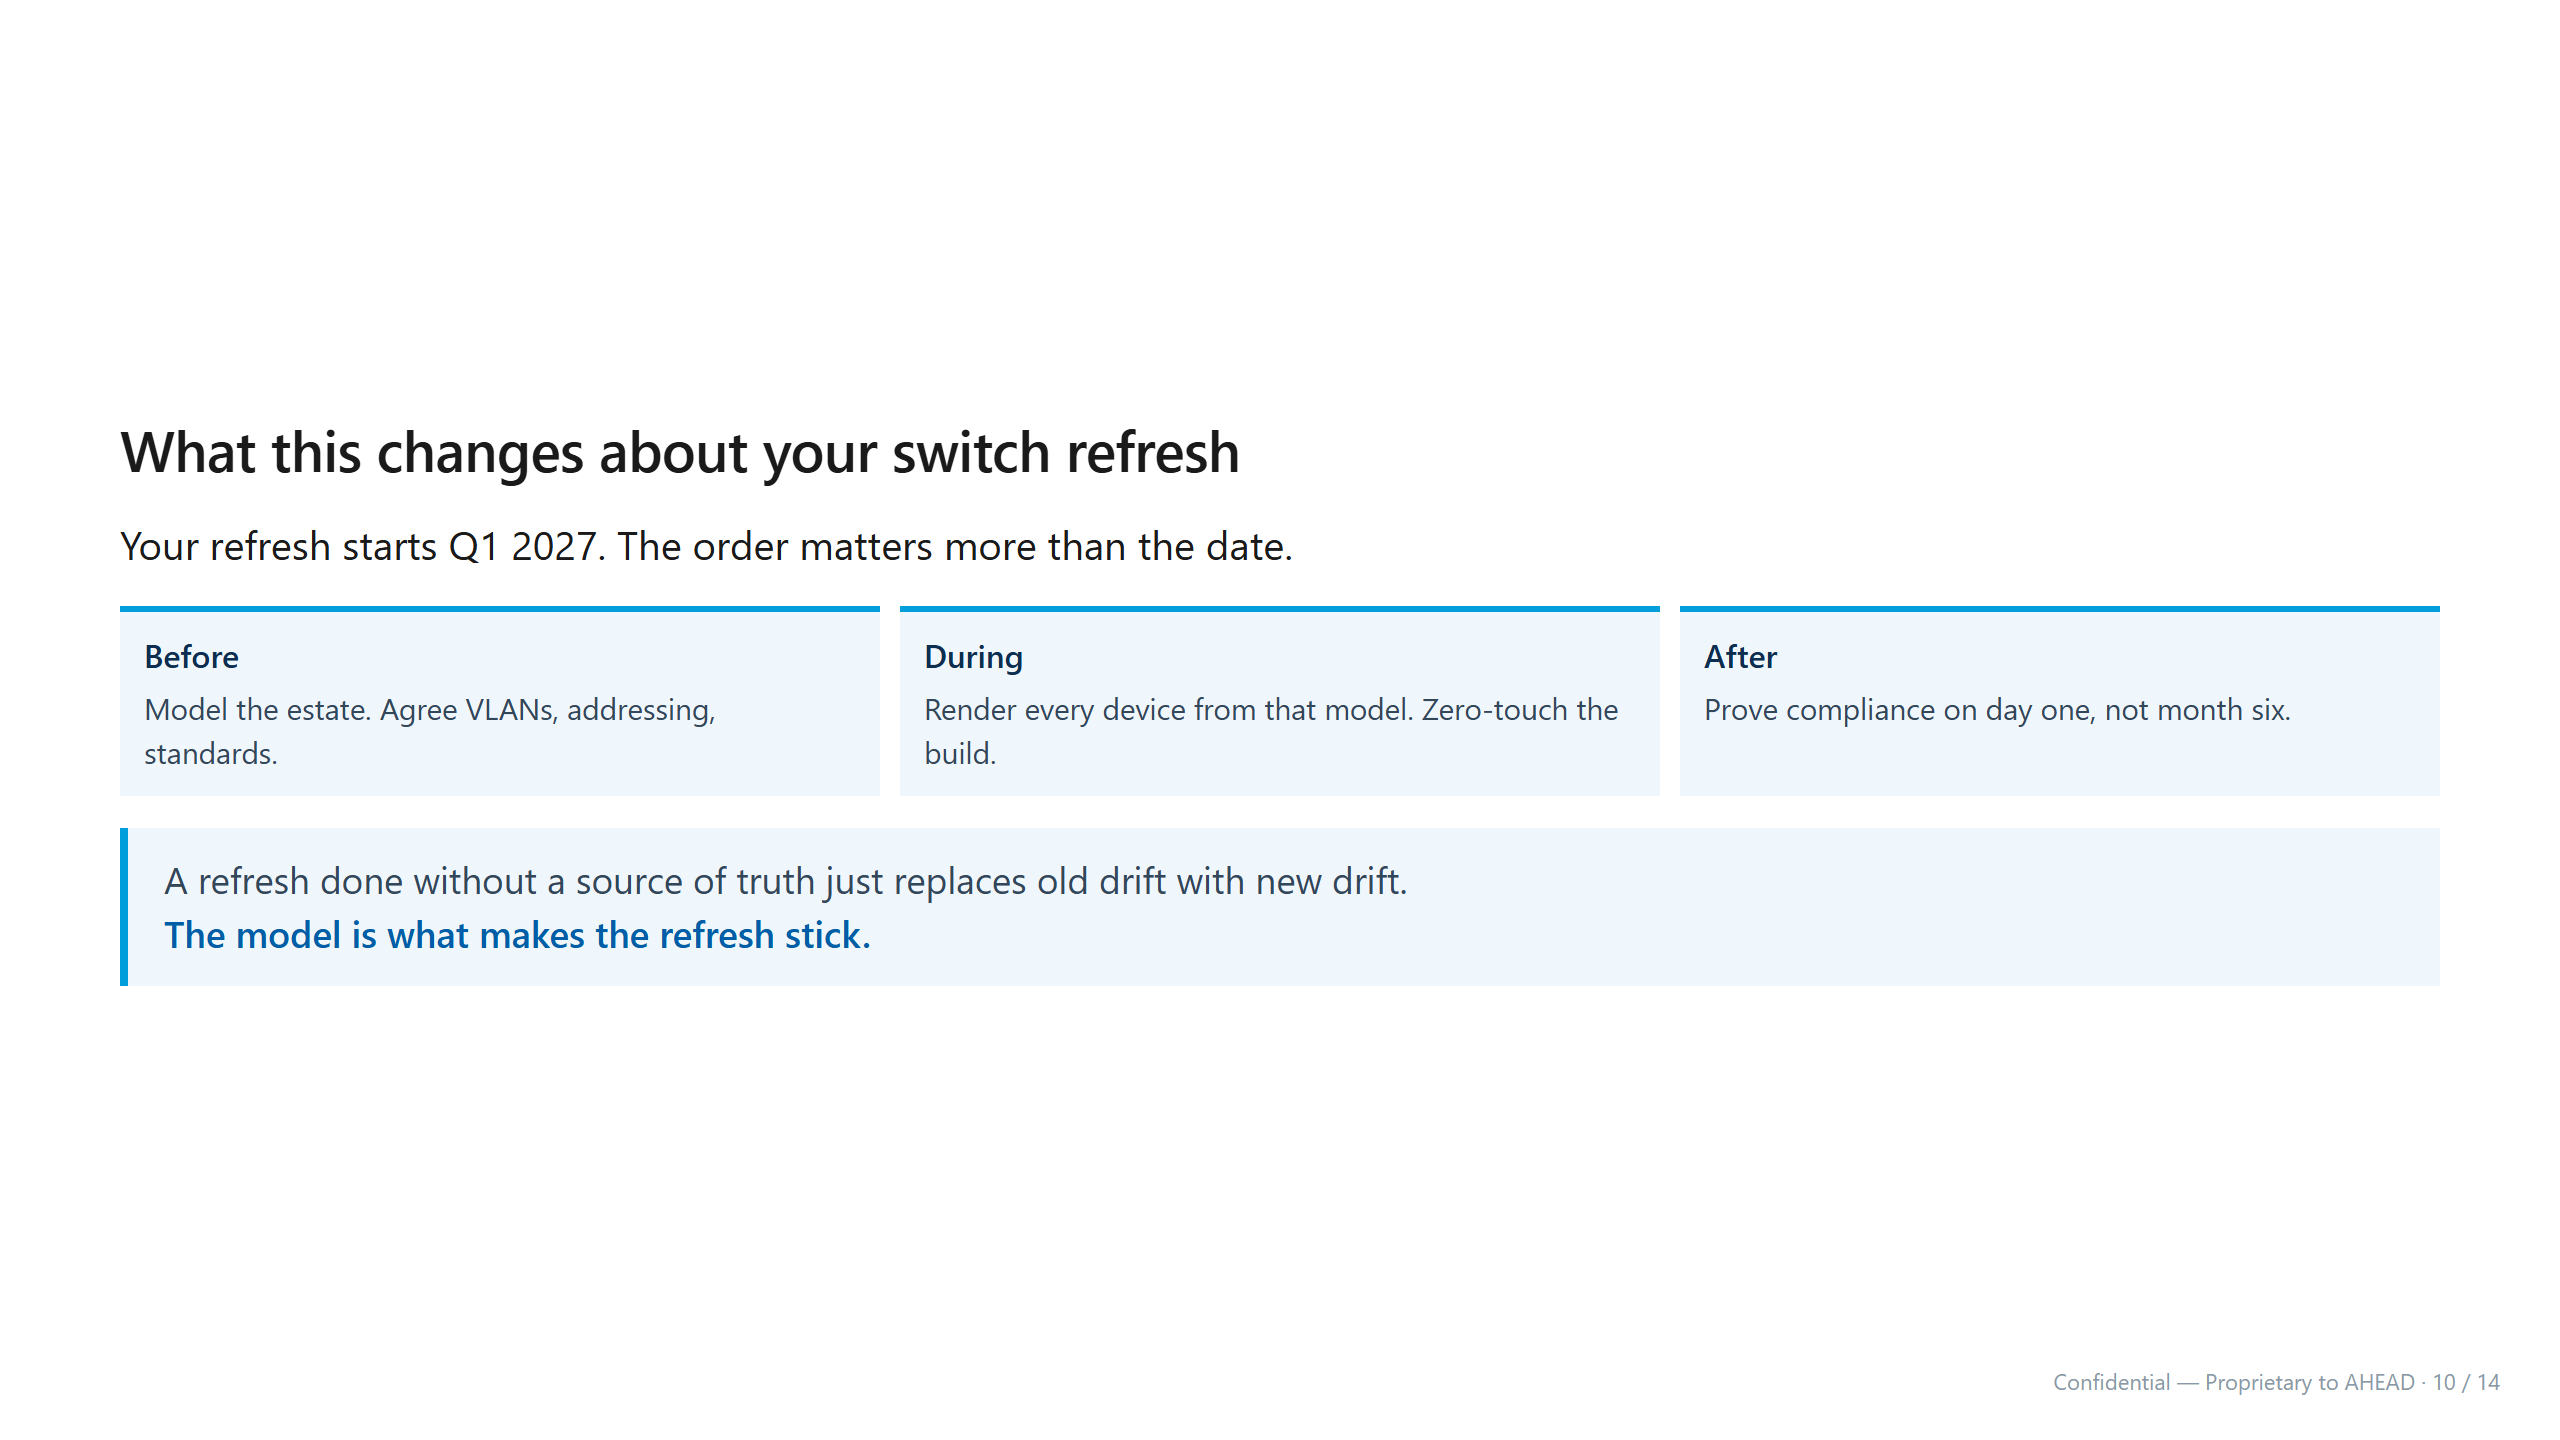 What this changes about your switch refresh
Your refresh starts Q1 2027. The order matters more than the date.
Before
Model the estate. Agree VLANs, addressing,
standards.
During
Render every device from that model. Zero-touch the
build.
After
Prove compliance on day one, not month six.
A refresh done without a source of truth just replaces old drift with new drift.
The model is what makes the refresh stick.
Confidential — Proprietary to AHEAD · 10 / 14